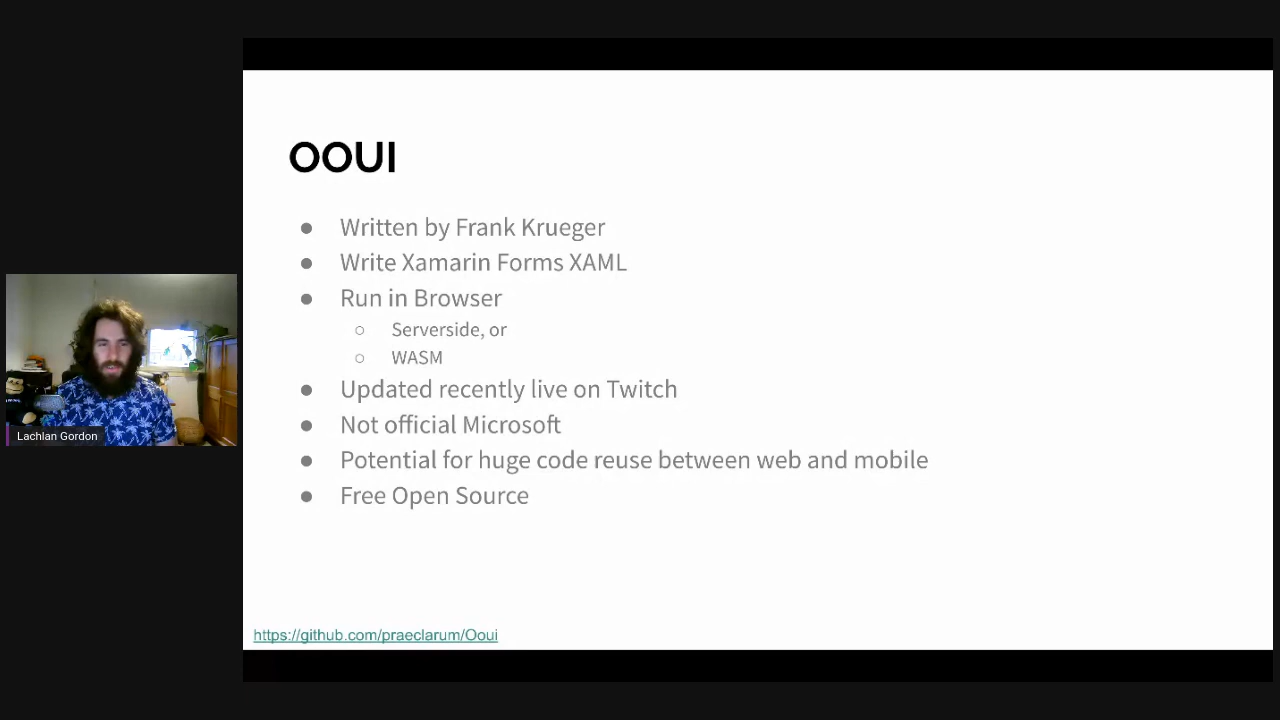 OOUI
● Written by Frank Krueger
● Write Xamarin Forms XAML
● Run in Browser
○ Serverside, or
○ WASM
● Updated recently live on Twitch
● Not official Microsoft
● Potential for huge code reuse between web and mobile
● Free Open Source
Lachlan Gordon
https://github.com/praeclarum/Ooui